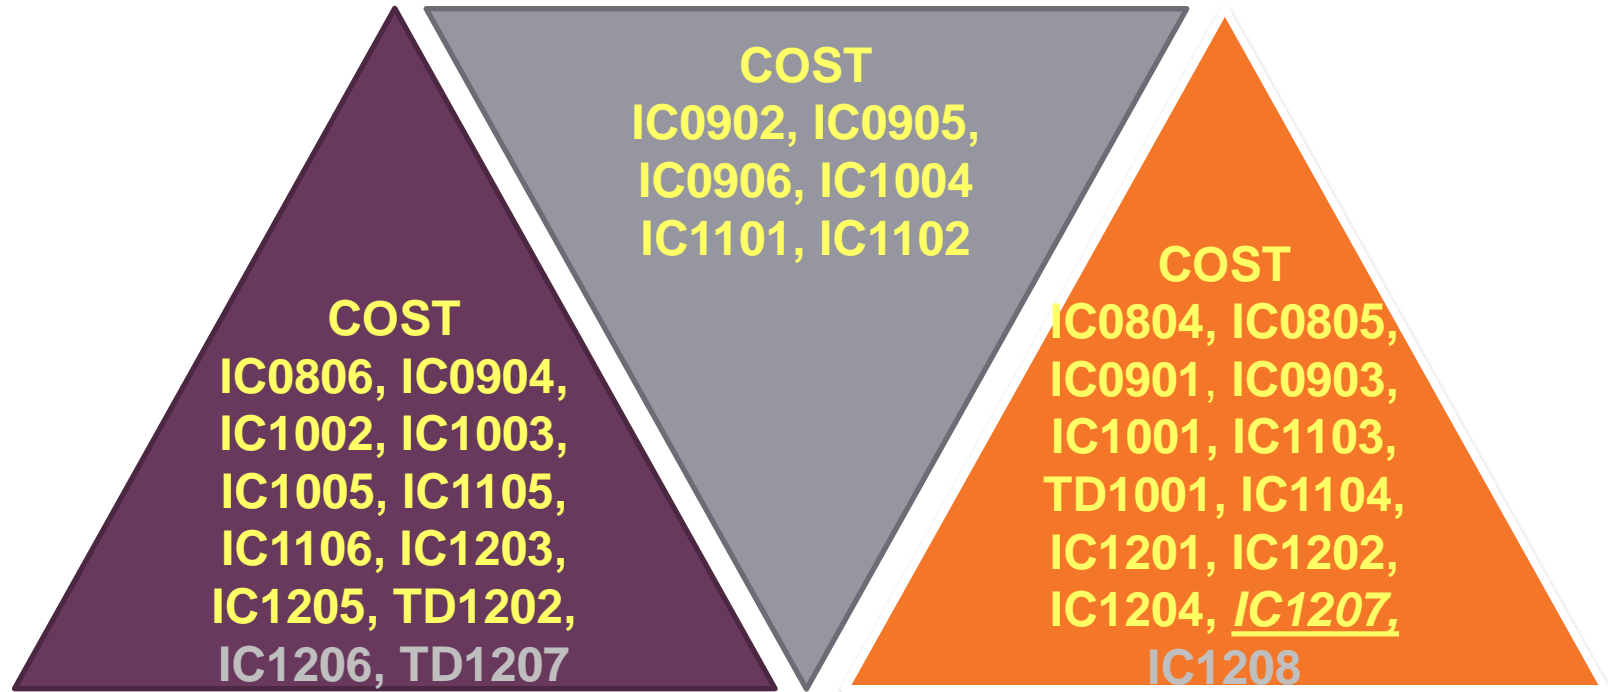 COST
IC0806, IC0904,
IC1002, IC1003,
IC1005, IC1105,
IC1106, IC1203,
IC1205, TD1202,
IC1206, TD1207
COST
IC0902, IC0905,
IC0906, IC1004
IC1101, IC1102
COST
IC0804, IC0805,
IC0901, IC0903,
IC1001, IC1103,
TD1001, IC1104,
IC1201, IC1202,
IC1204, IC1207,
IC1208